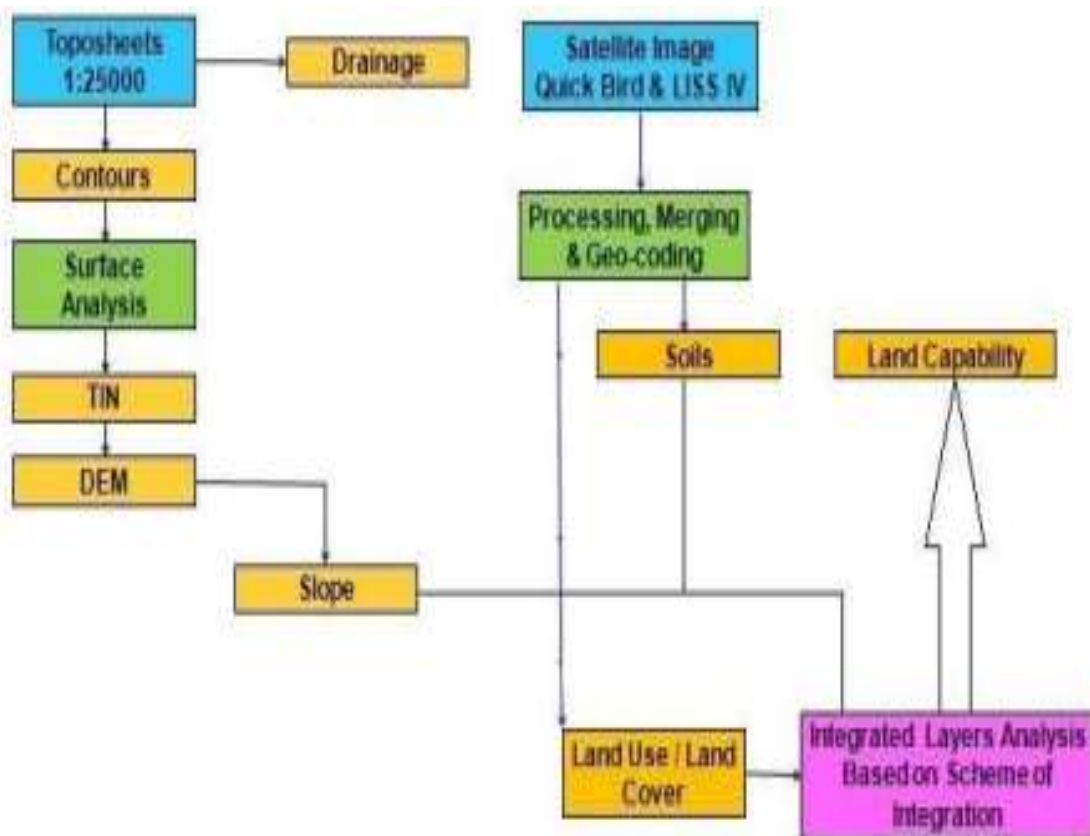 Toposheets
1:25000
Drainage
Satellite Image
Quick Bird & LISS IV
Contours
Processing, Merging
& Geo-coding
Surface
Analysis
Soils
Land Capability
TIN
DEM
Slope
Land Use / Land
Cover
Integrated Layers Analysis
Based on Scheme of
Integration